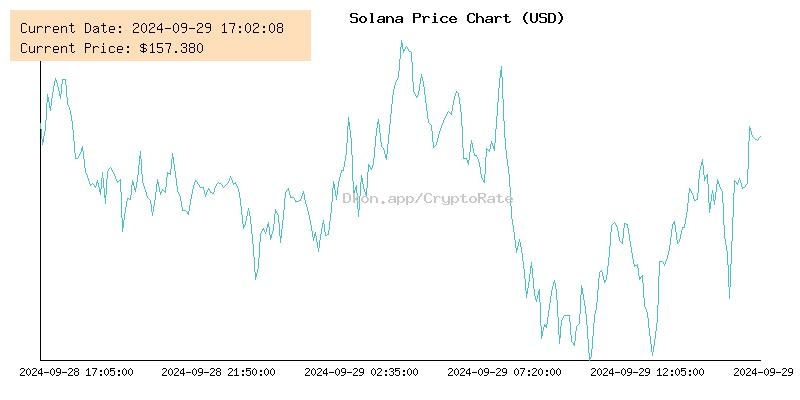 Solana Price Chart (USD)
Current Date: 2024-09-29 17:02:08
Current Price: $157.380
Dkon.app/CryptoRate
2024-09-28 17:05:00 2024-09-28 21:50:00 2024-09-29 02:35:00 2024-09-29 07:20:00 2024-09-29 12:05:00 2024-09-29